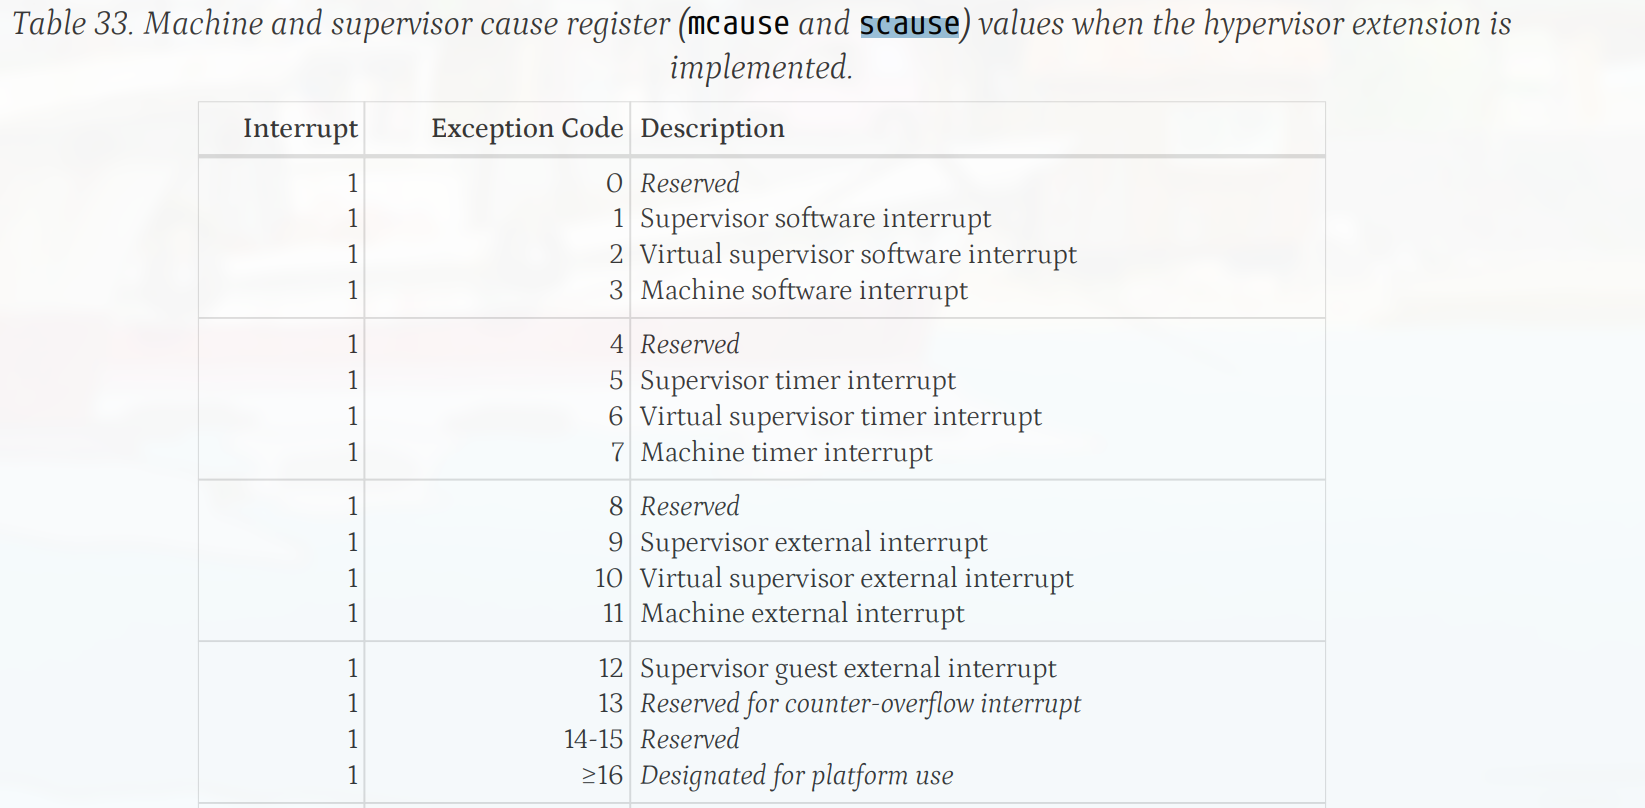 Table 33. Machine and supervisor cause register (mcause and scause) values when the hypervisor extension is
implemented.
Interrupt Exception Code Description
1 0 Reserved
1 1 Supervisor software interrupt
1 2 Virtual supervisor software interrupt
1 3 Machine software interrupt
1 4 Reserved
1 5 Supervisor timer interrupt
1 6 Virtual supervisor timer interrupt
1 7 Machine timer interrupt
1 8 Reserved
1 9 Supervisor external interrupt
1 10 Virtual supervisor external interrupt
1 11 Machine external interrupt
1 12 Supervisor guest external interrupt
1 13 Reserved for counter-overflow interrupt
1 14-15 Reserved
1 ≥16 Designated for platform use